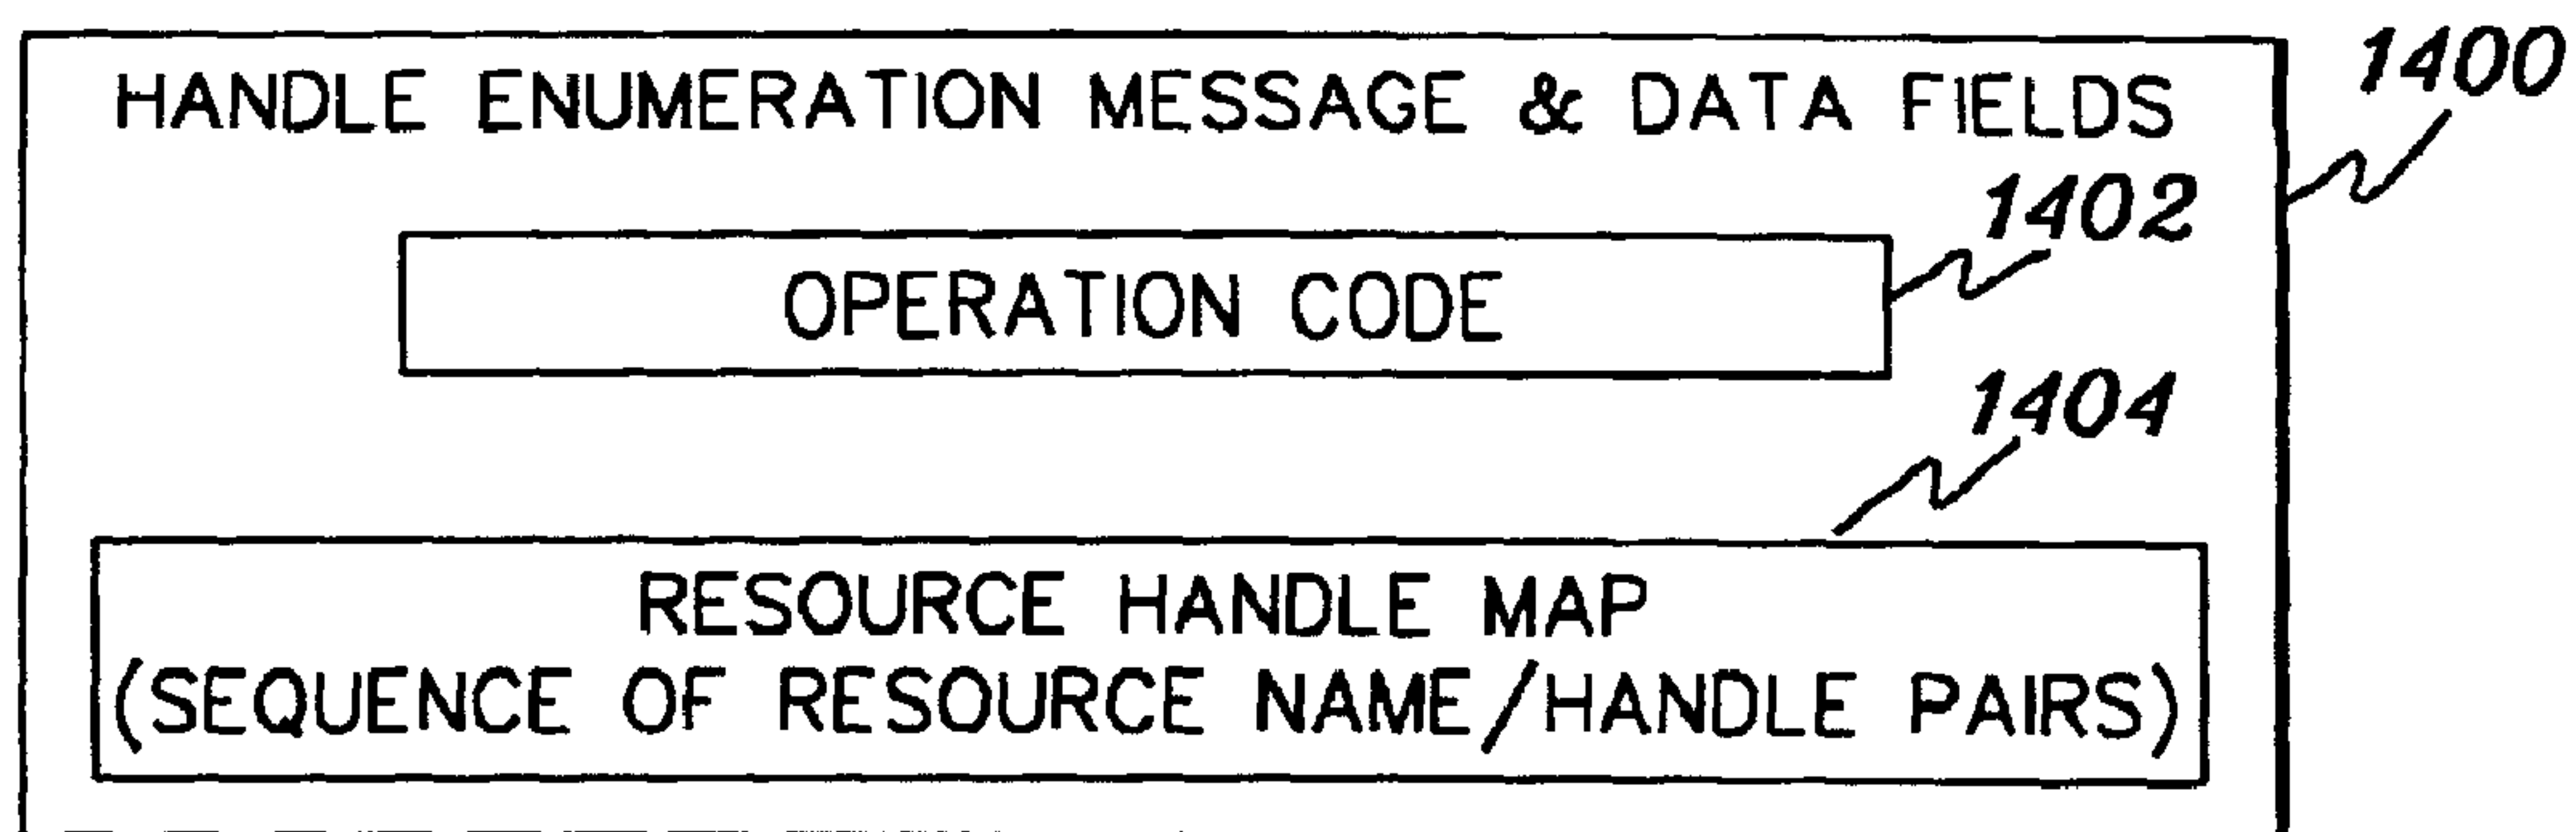 1400
HANDLE ENUMERATION MESSAGE & DATA FIELDS
1402
OPERATION CODE
1404
RESOURCE HANDLE MAP
(SEQUENCE OF RESOURCE NAME/HANDLE PAIRS)